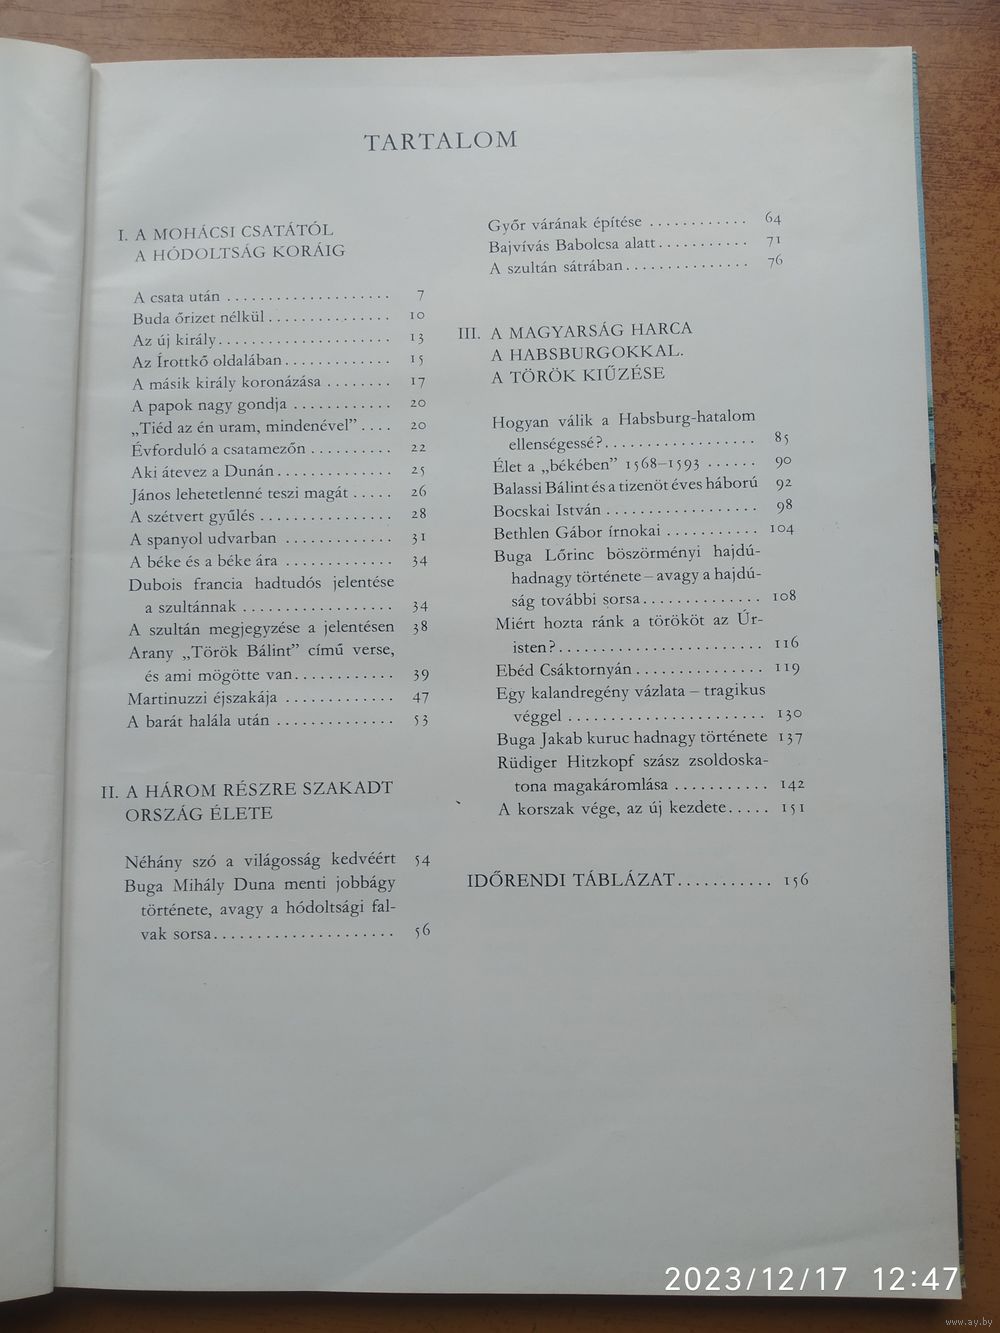 TARTALOM
I. A MOHÁCSI CSATÁTÓL
A HÓDOLTSÁG KORÁIG
A csata után .................... 7
Buda őrizet nélkül ............... 10
Az új király ..................... 13
Az Írottkő oldalában ............. 15
A másik király koronázása ........ 17
A papok nagy gondja ............ 20
„Tiéd az én uram, mindenével” .... 20
Évforduló a csatamezőn .......... 22
Aki átevez a Dunán .............. 25
János lehetetlenné teszi magát ..... 26
A szétvert gyűlés ................ 28
A spanyol udvarban ............. 31
A béke és a béke ára ............. 34
Dubois francia hadtudós jelentése
a szultánnak .................. 34
A szultán megjegyzése a jelentésen 38
Arany „Török Bálint” című verse,
és ami mögötte van ............ 39
Martinuzzi éjszakája ............. 47
A barát halála után .............. 53
II. A HÁROM RÉSZRE SZAKADT
ORSZÁG ÉLETE
Néhány szó a világosság kedvéért 54
Buga Mihály Duna menti jobbágy
története, avagy a hódoltsági fal-
vak sorsa ..................... 56
Győr várának építése ............ 64
Bajvívás Babolcsa alatt ........... 71
A szultán sátrában ............... 76
III. A MAGYARSÁG HARCA
A HABSBURGOKKAL.
A TÖRÖK KIŰZÉSE
Hogyan válik a Habsburg-hatalom
ellenségessé? .................. 85
Élet a „békében” 1568–1593 ...... 90
Balassi Bálint és a tizenöt éves háború 92
Bocskai István .................. 98
Bethlen Gábor írnokai ........... 104
Buga Lőrinc böszörményi hajdú-
hadnagy története – avagy a hajdú-
ság további sorsa .............. 108
Miért hozta ránk a törököt az Úr-
isten? ........................ 116
Ebéd Csáktornyán ............... 119
Egy kalandregény vázlata – tragikus
véggel ....................... 130
Buga Jakab kuruc hadnagy története 137
Rüdiger Hitzkopf szász zsoldoska-
tona magakáromlása ........... 142
A korszak vége, az új kezdete ..... 151
IDŐRENDI TÁBLÁZAT ........... 156
2023/12/17 12:47
www.ay.by